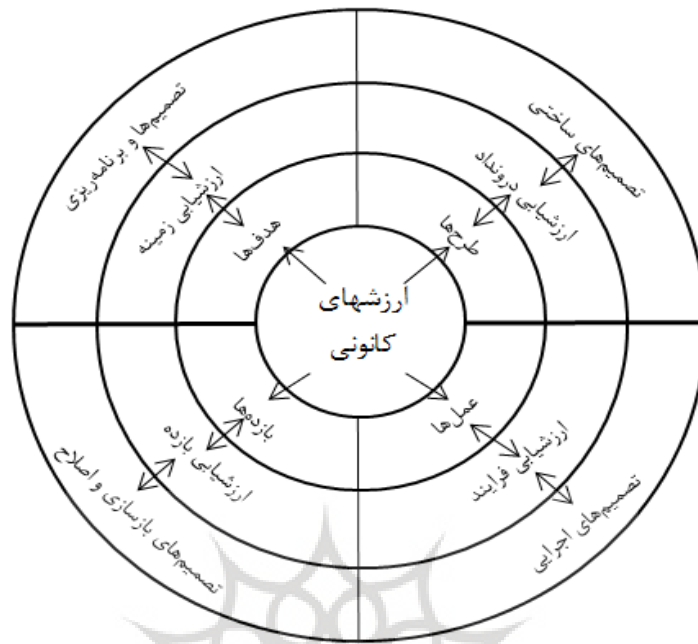 تصمیم‌های ساختی
ارزشیابی درونداد
طرح‌ها
تصمیم‌ها و برنامه‌ریزی
ارزشیابی زمینه
هدف‌ها
ارزشهای
کانونی
بازده‌ها
ارزشیابی بازده
تصمیم‌های بازسازی و اصلاح
عمل‌ها
ارزشیابی فرایند
تصمیم‌های اجرایی